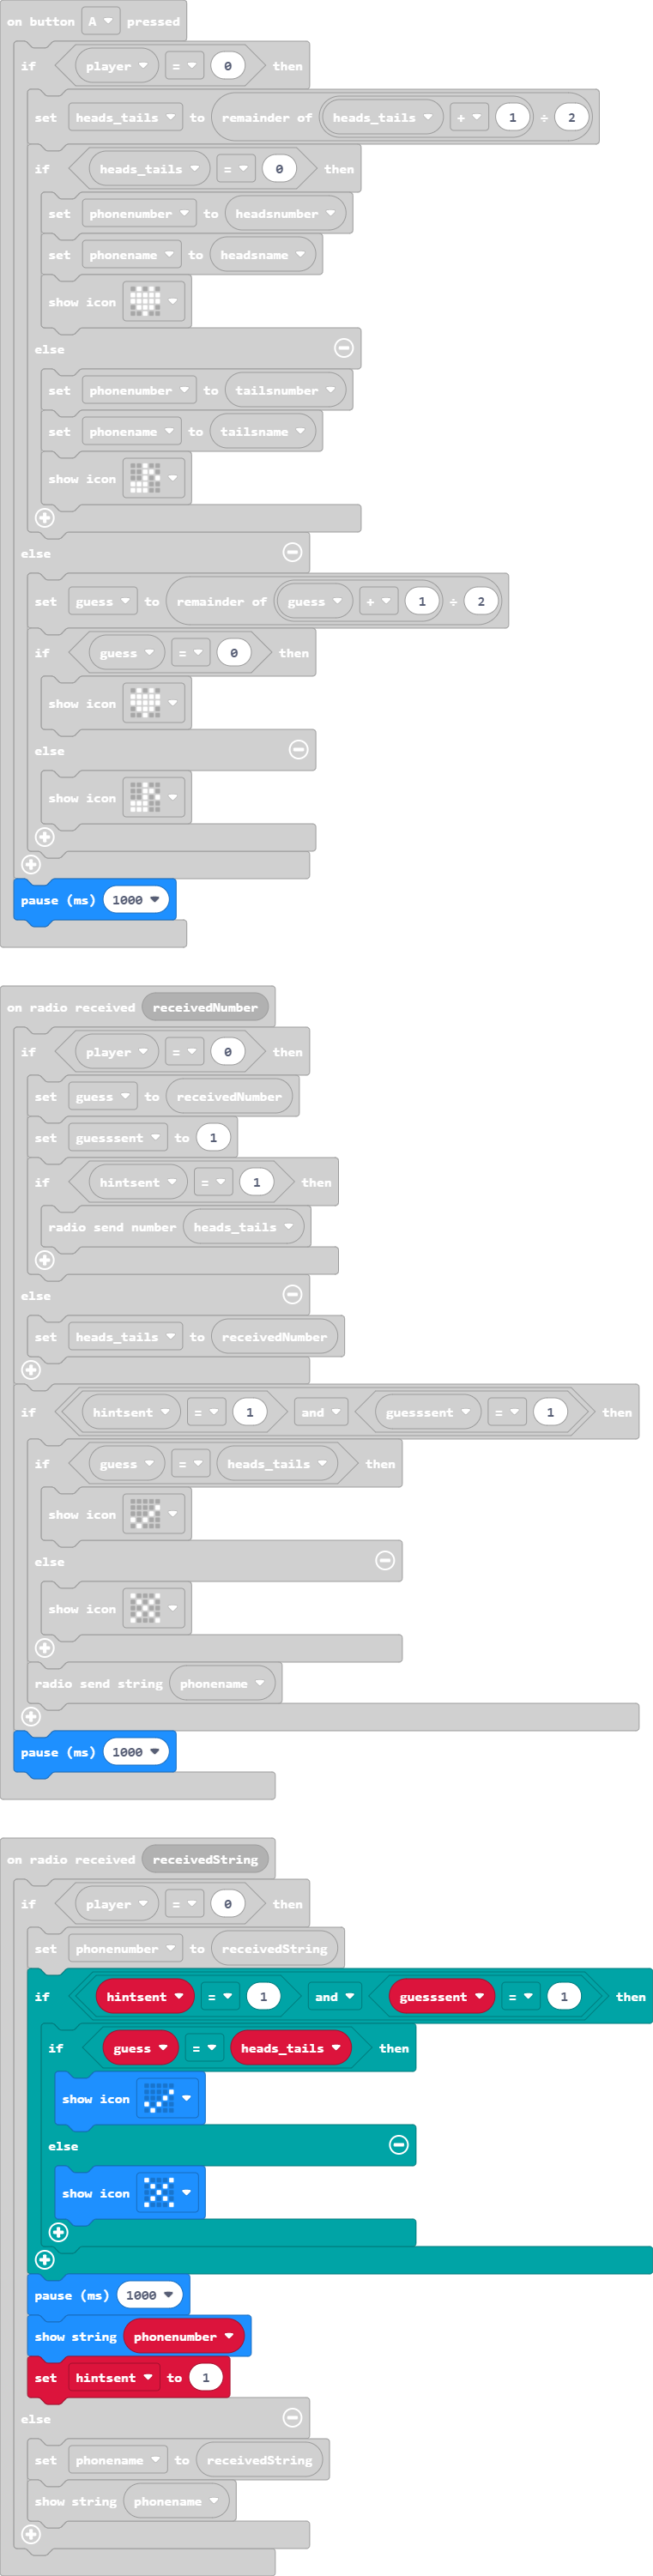 on button A pressed
if player = 0 then
set heads_tails to remainder of heads_tails + 1 ÷ 2
if heads_tails = 0 then
set phonenumber to headsnumber
set phonename to headsname
show icon
else
set phonenumber to tailsnumber
set phonename to tailsname
show icon
else
set guess to remainder of guess + 1 ÷ 2
if guess = 0 then
show icon
else
show icon
pause (ms) 1000
on radio received receivedNumber
if player = 0 then
set guess to receivedNumber
set guesssent to 1
if hintsent = 1 then
radio send number heads_tails
else
set heads_tails to receivedNumber
if hintsent = 1 and guesssent = 1 then
if guess = heads_tails then
show icon
else
show icon
radio send string phonename
pause (ms) 1000
on radio received receivedString
if player = 0 then
set phonenumber to receivedString
if hintsent = 1 and guesssent = 1 then
if guess = heads_tails then
show icon
else
show icon
pause (ms) 1000
show string phonenumber
set hintsent to 1
else
set phonename to receivedString
show string phonename